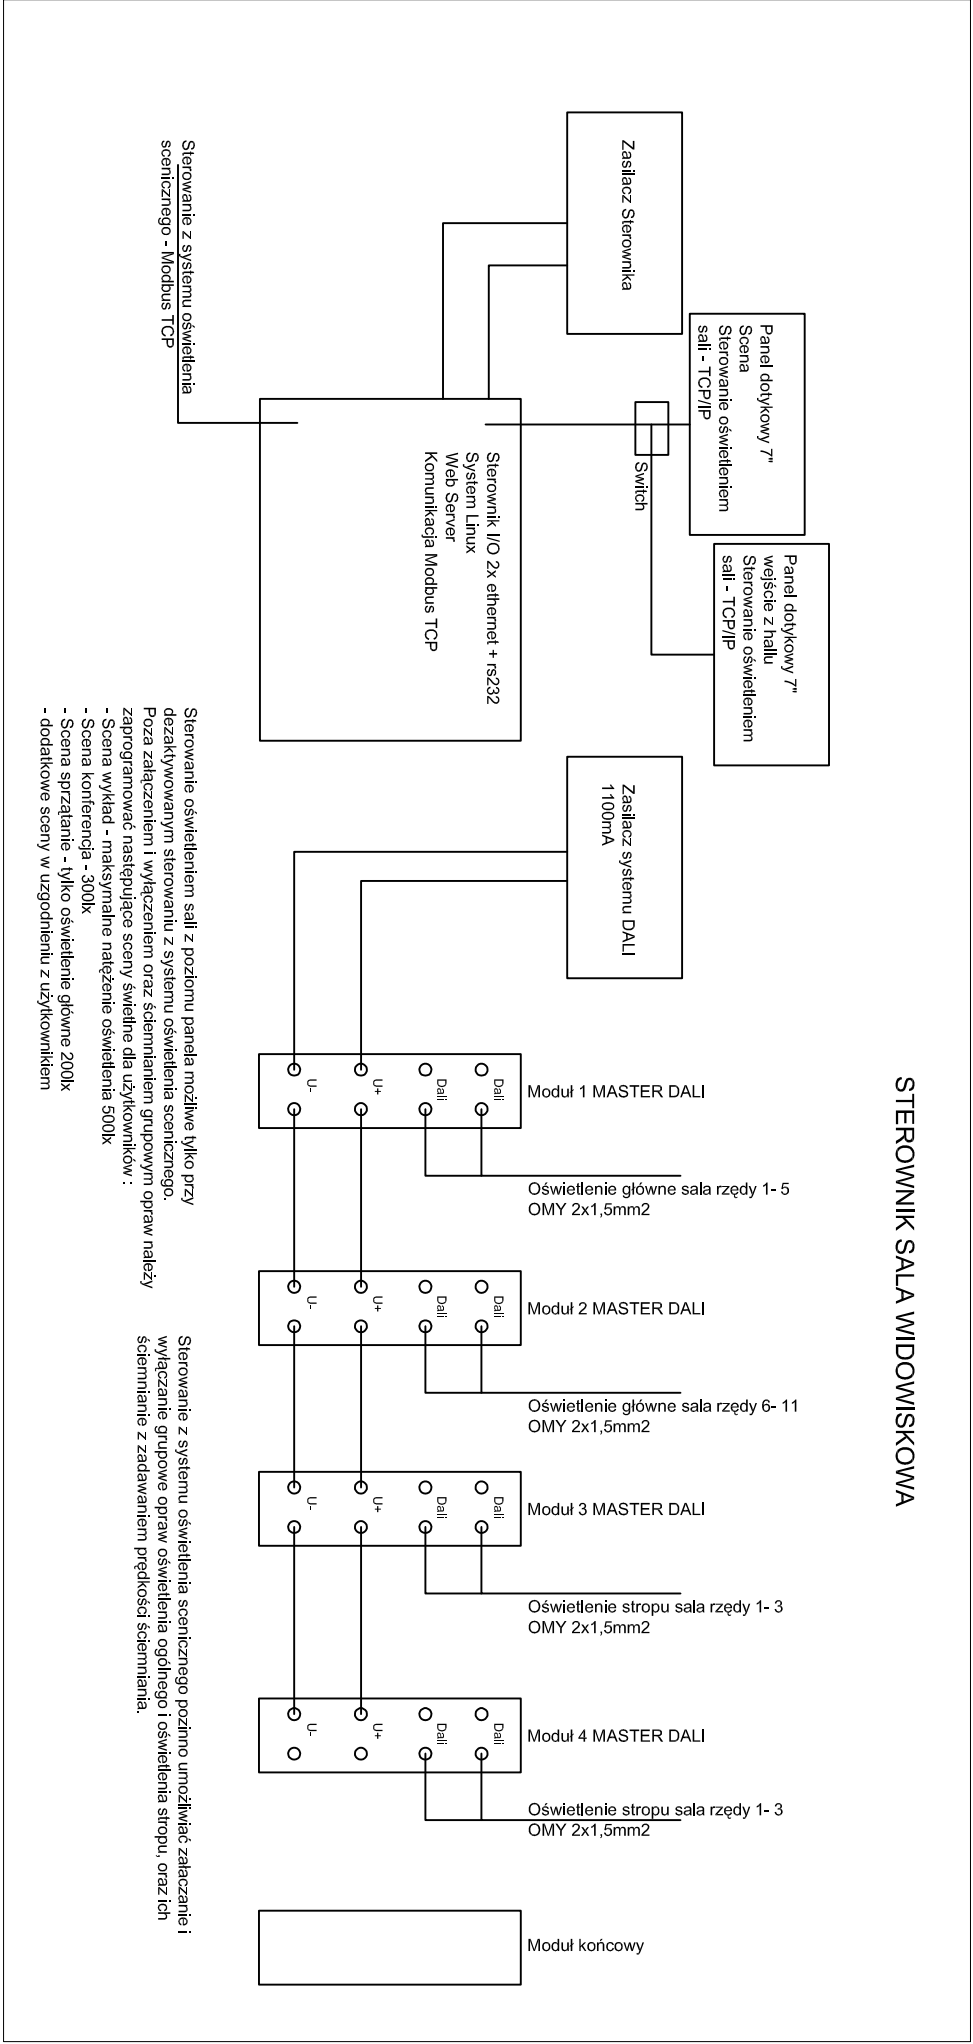 STEROWNIK SALA WIDOWISKOWA
Zasilacz Sterownika
Panel dotykowy 7"
Scena
Sterowanie oświetleniem
sali - TCP/IP
Panel dotykowy 7"
wejście z hallu
Sterowanie oświetleniem
sali - TCP/IP
Switch
Sterownik I/O 2x ethernet + rs232
System Linux
Web Server
Komunikacja Modbus TCP
Sterowanie z systemu oświetlenia
scenicznego - Modbus TCP
Zasilacz systemu DALI
1100mA
Moduł 1 MASTER DALI
Dali
Dali
U+
U-
Oświetlenie główne sala rzędy 1- 5
OMY 2x1,5mm2
Moduł 2 MASTER DALI
Dali
Dali
U+
U-
Oświetlenie główne sala rzędy 6- 11
OMY 2x1,5mm2
Moduł 3 MASTER DALI
Dali
Dali
U+
U-
Oświetlenie stropu sala rzędy 1- 3
OMY 2x1,5mm2
Moduł 4 MASTER DALI
Dali
Dali
U+
U-
Oświetlenie stropu sala rzędy 1- 3
OMY 2x1,5mm2
Moduł końcowy
Sterowanie oświetleniem sali z poziomu panela możliwe tylko przy
dezaktywowanym sterowaniu z systemu oświetlenia scenicznego.
Poza załączeniem i wyłączeniem oraz ściemnianiem grupowym opraw należy
zaprogramować następujące sceny świetlne dla użytkowników :
- Scena wykład - maksymalne natężenie oświetlenia 500lx
- Scena konferencja - 300lx
- Scena sprzątanie - tylko oświetlenie główne 200lx
- dodatkowe sceny w uzgodnieniu z użytkownikiem
Sterowanie z systemu oświetlenia scenicznego pozinno umożliwiać załaczanie i
wyłączanie grupowe opraw oświetlenia ogólnego i oświetlenia stropu, oraz ich
ściemnianie z zadawaniem prędkości ściemniania.